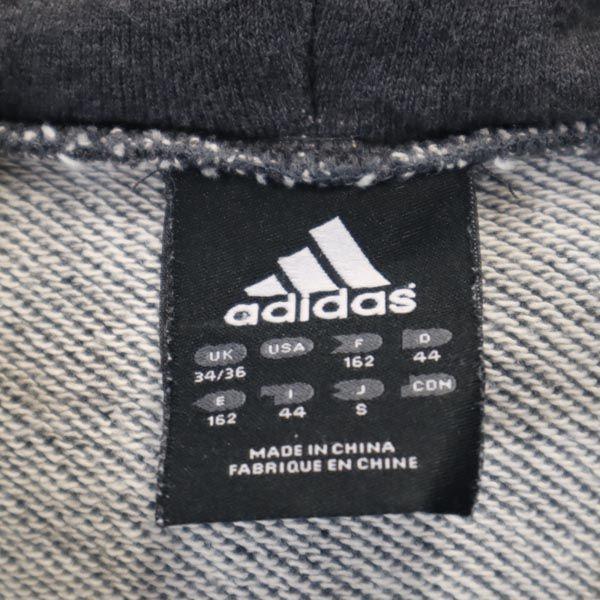 adidas
UK USA F D
34/36 162 44
E I J CDN
162 44 S
MADE IN CHINA
FABRIQUE EN CHINE